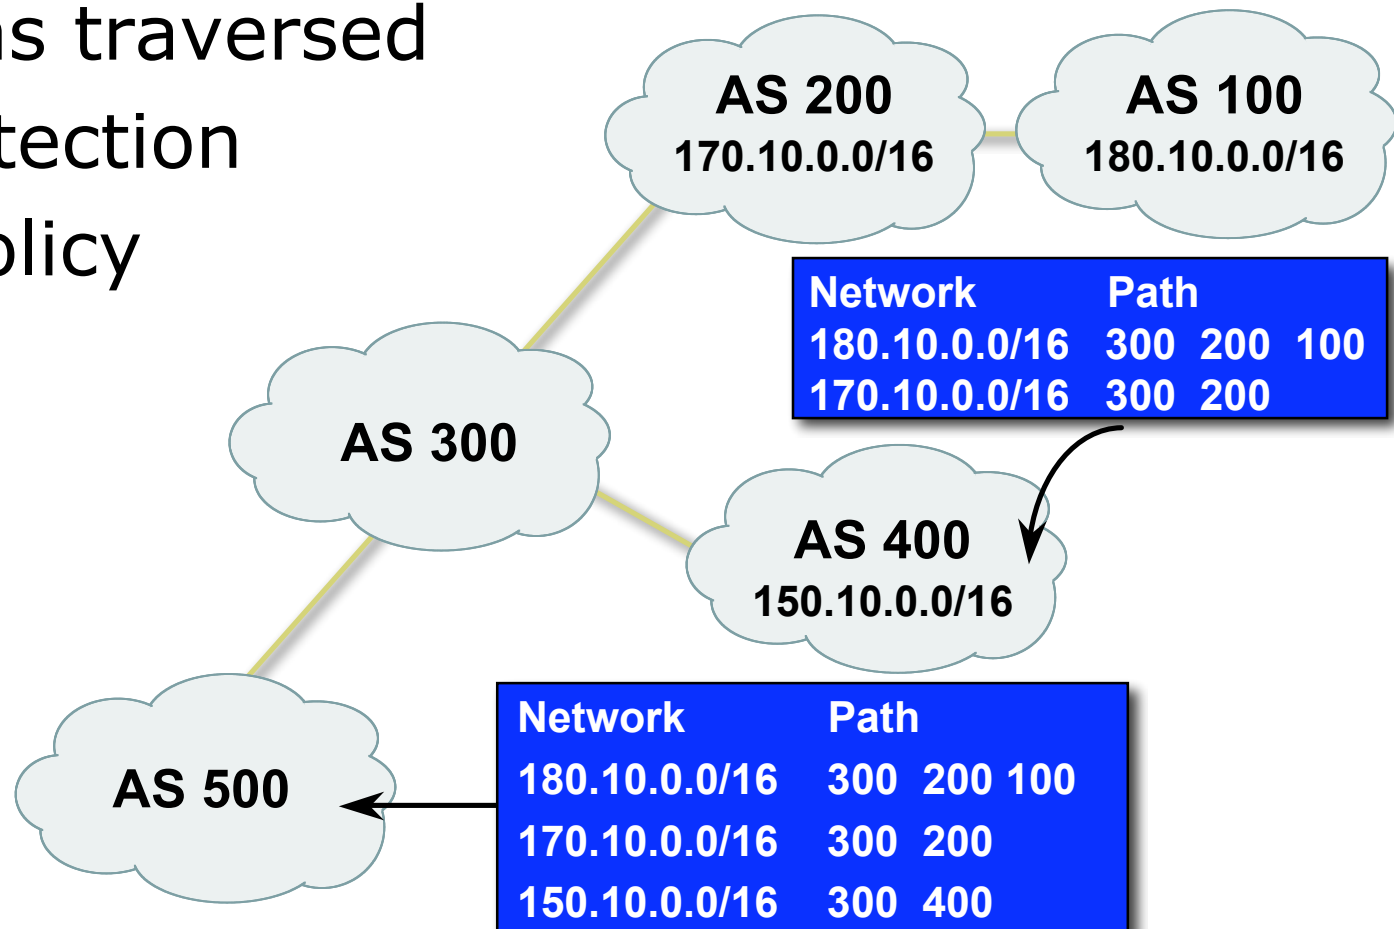 traversed
policy
AS 200
170.10.0.0/16
AS 100
180.10.0.0/16
Network Path
180.10.0.0/16 300 200 100
170.10.0.0/16 300 200
AS 300
AS 400
150.10.0.0/16
AS 500
Network Path
180.10.0.0/16 300 200 100
170.10.0.0/16 300 200
150.10.0.0/16 300 400